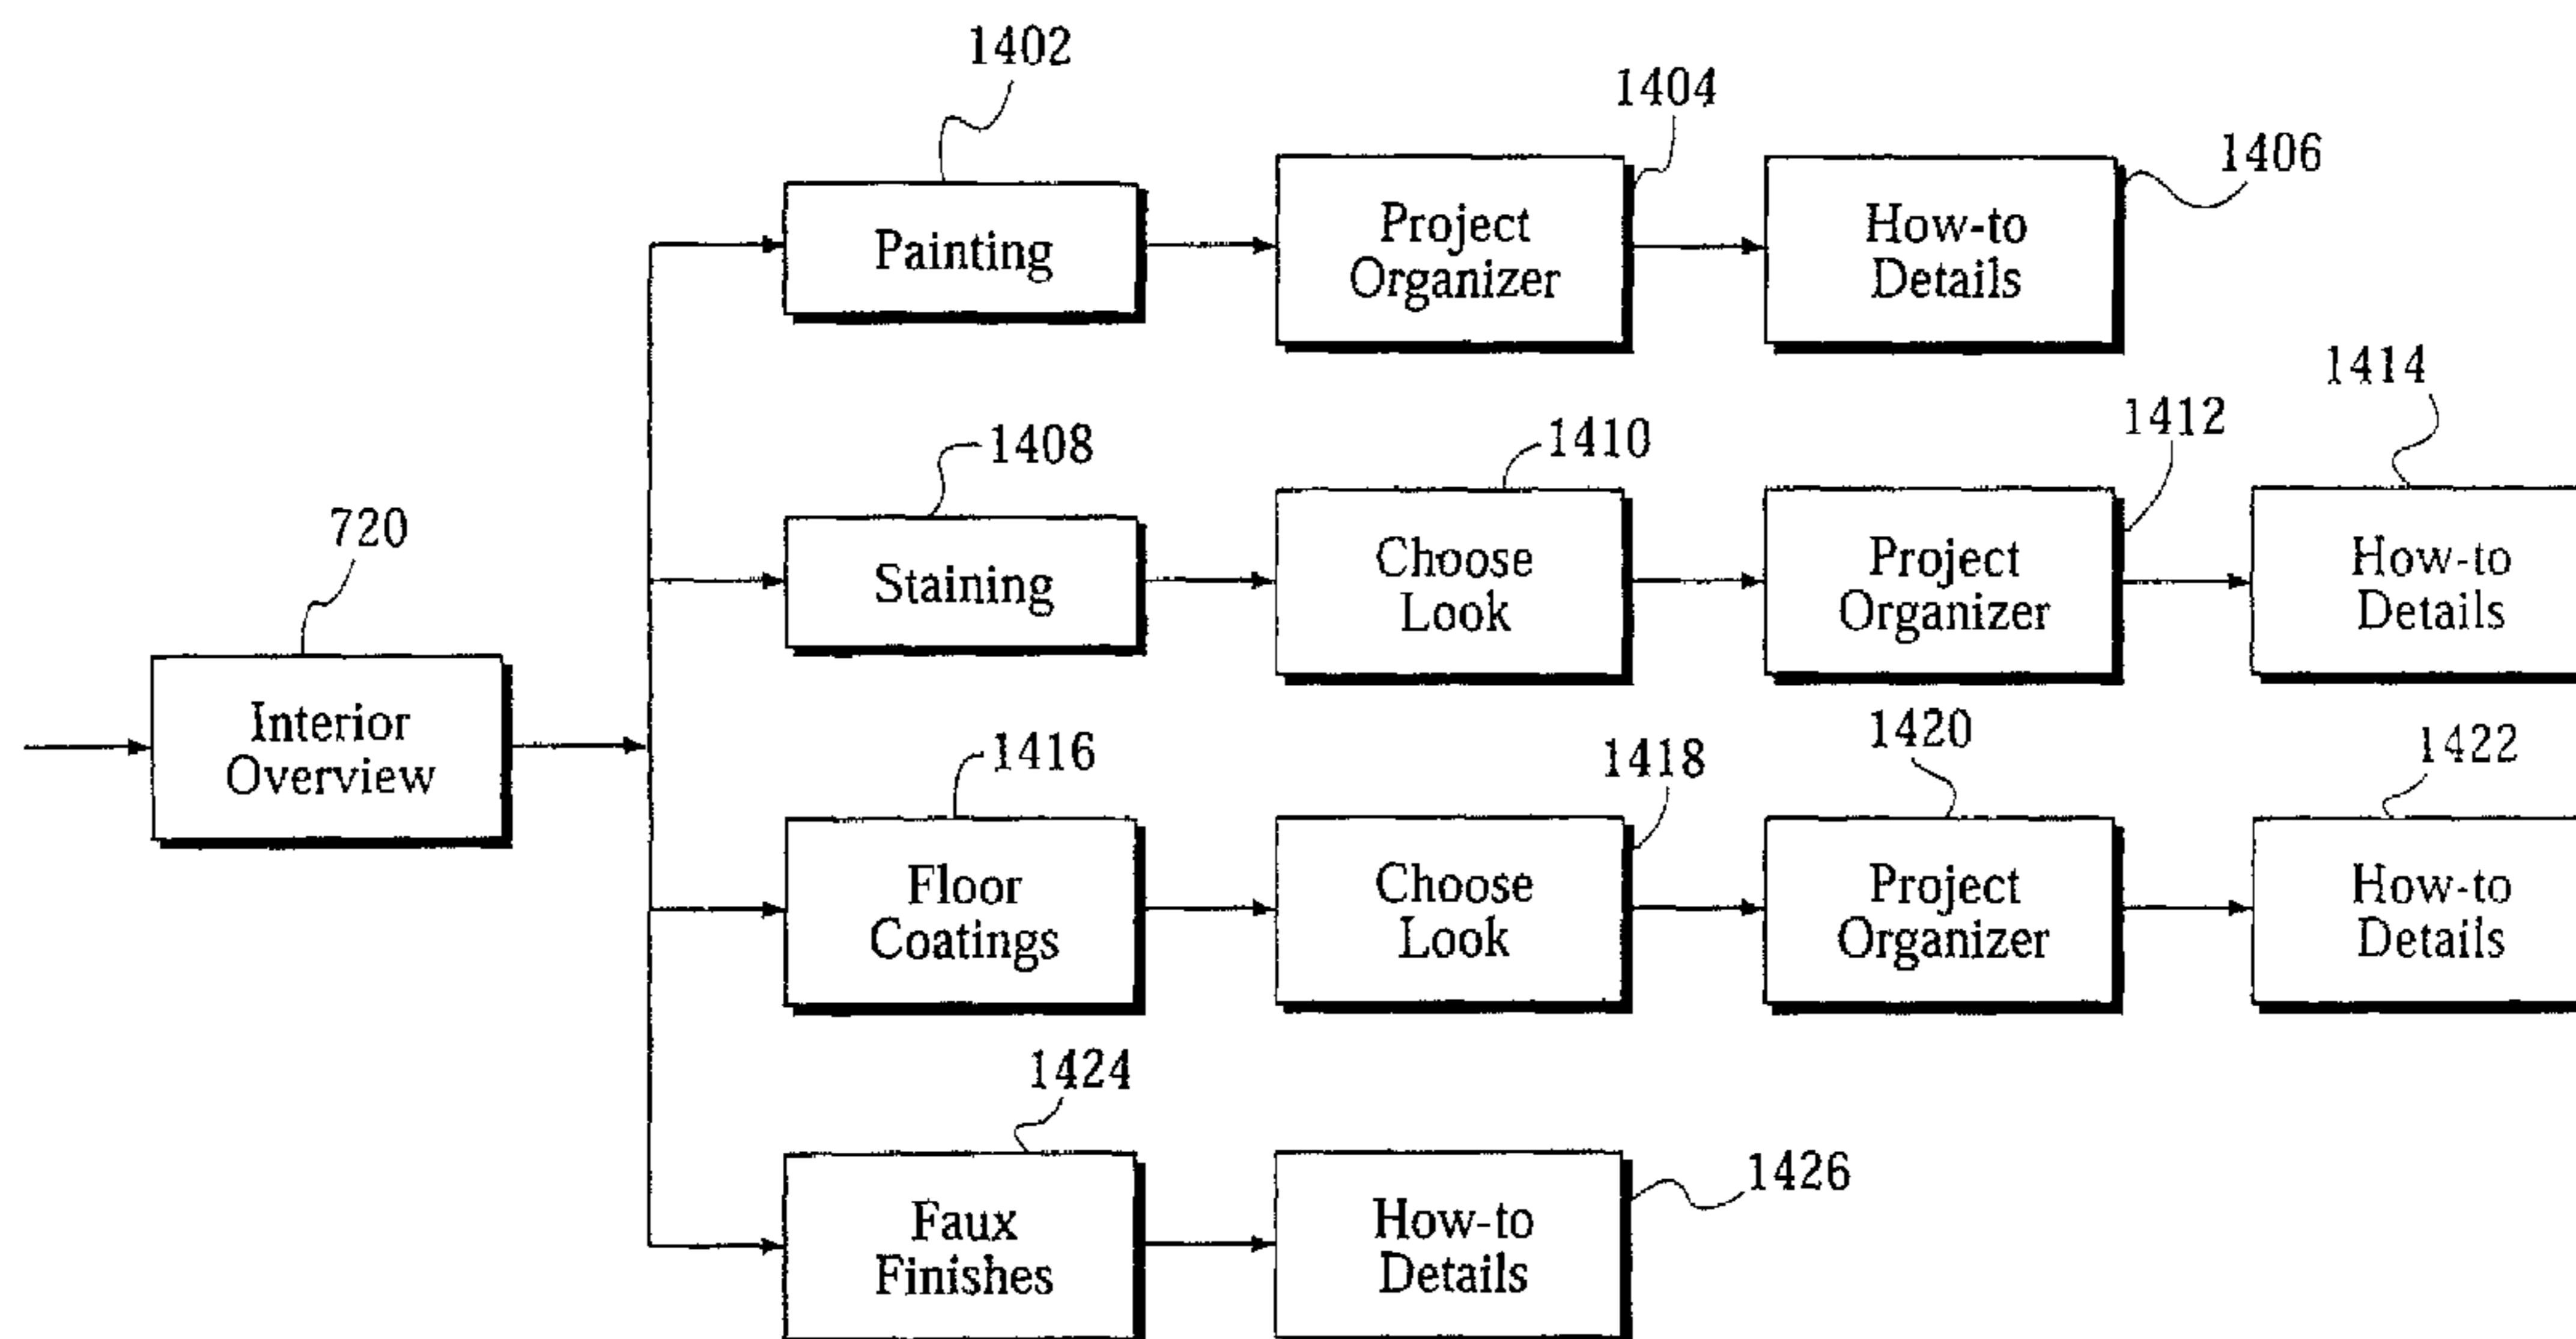 1402
1404
1406
Painting
Project
Organizer
How-to
Details
1408
1410
1412
1414
Staining
Choose
Look
Project
Organizer
How-to
Details
720
Interior
Overview
1416
1418
1420
1422
Floor
Coatings
Choose
Look
Project
Organizer
How-to
Details
1424
1426
Faux
Finishes
How-to
Details